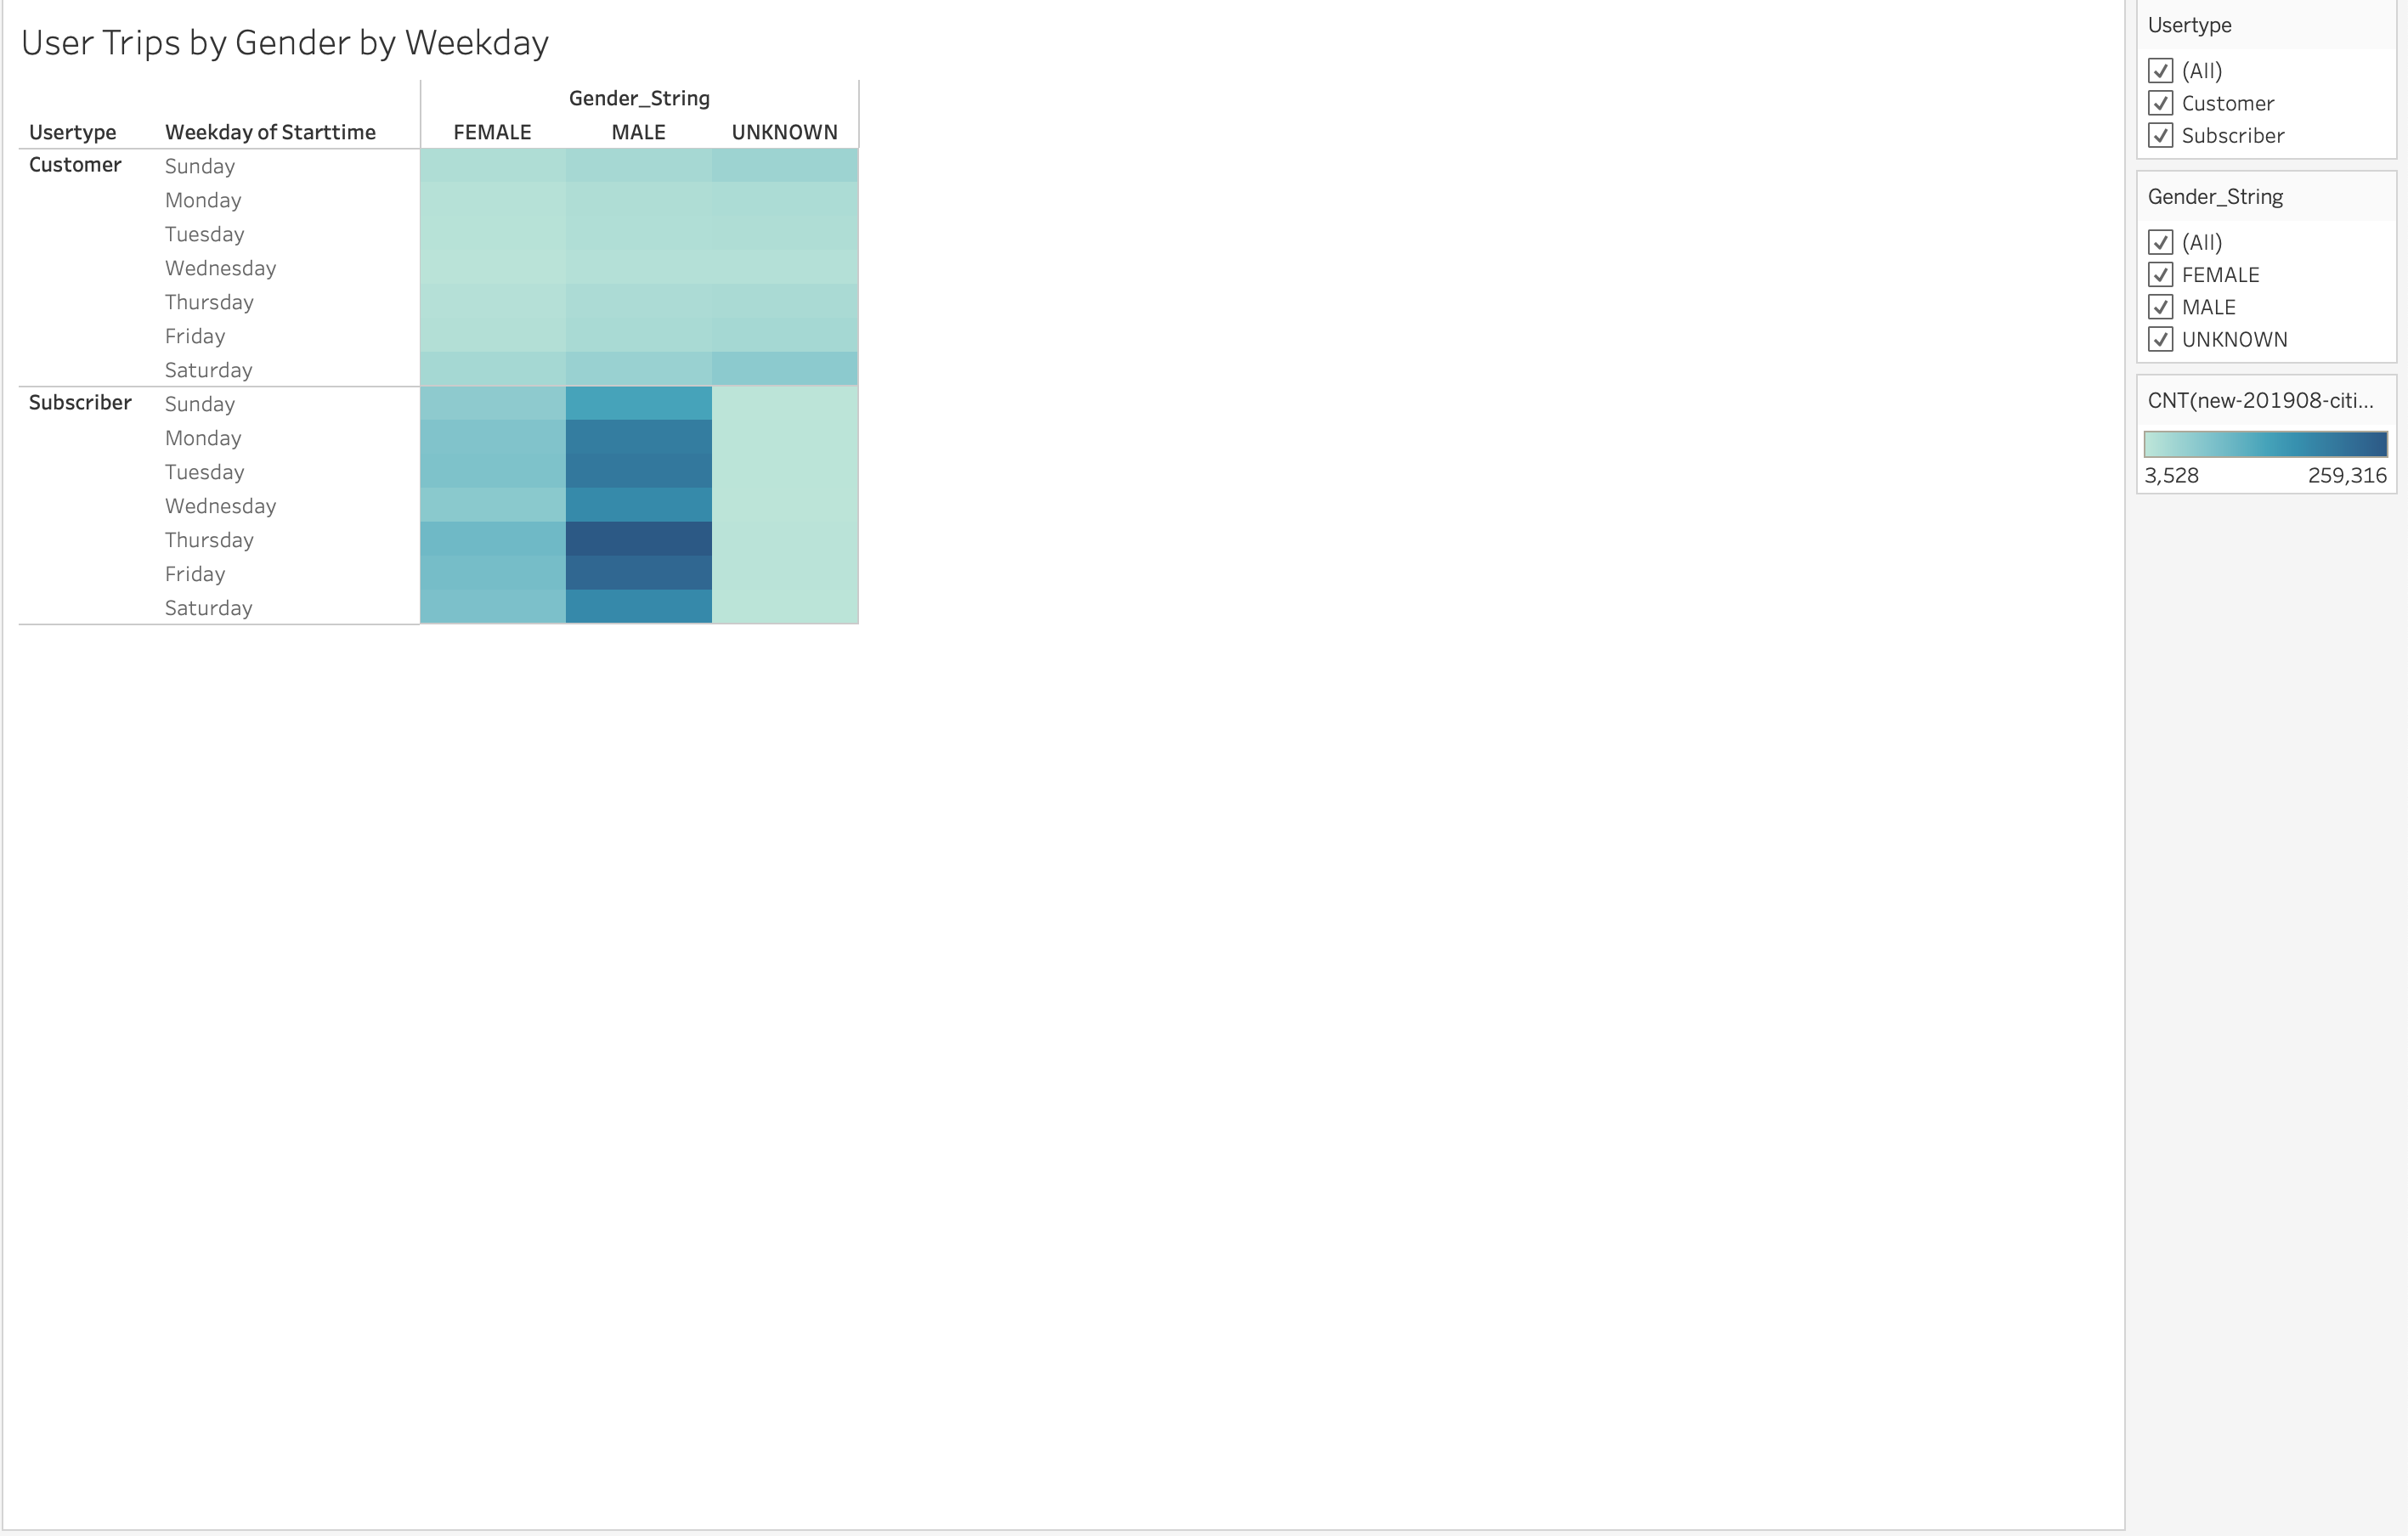 User Trips by Gender by Weekday
Gender_String
Usertype Weekday of Starttime FEMALE MALE UNKNOWN
Customer Sunday
Monday
Tuesday
Wednesday
Thursday
Friday
Saturday
Subscriber Sunday
Monday
Tuesday
Wednesday
Thursday
Friday
Saturday
Usertype
(All)
Customer
Subscriber
Gender_String
(All)
FEMALE
MALE
UNKNOWN
CNT(new-201908-citi...
3,528 259,316